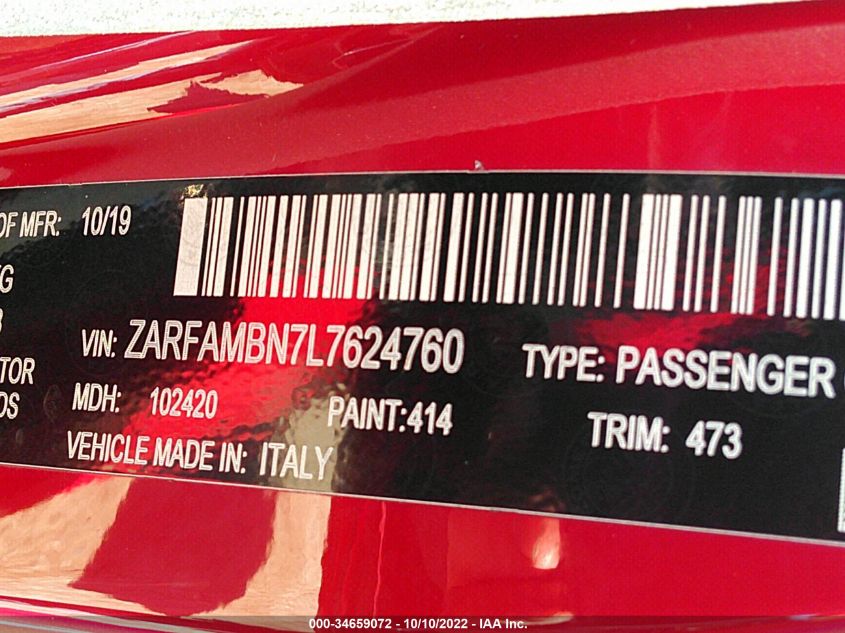 OF MFR: 10/19
G
VIN: ZARFAMBN7L7624760
TYPE: PASSENGER
TOR
OS
MDH: 102420
PAINT:414
TRIM: 473
VEHICLE MADE IN: ITALY
000-34659072 - 10/10/2022 - IAA Inc.